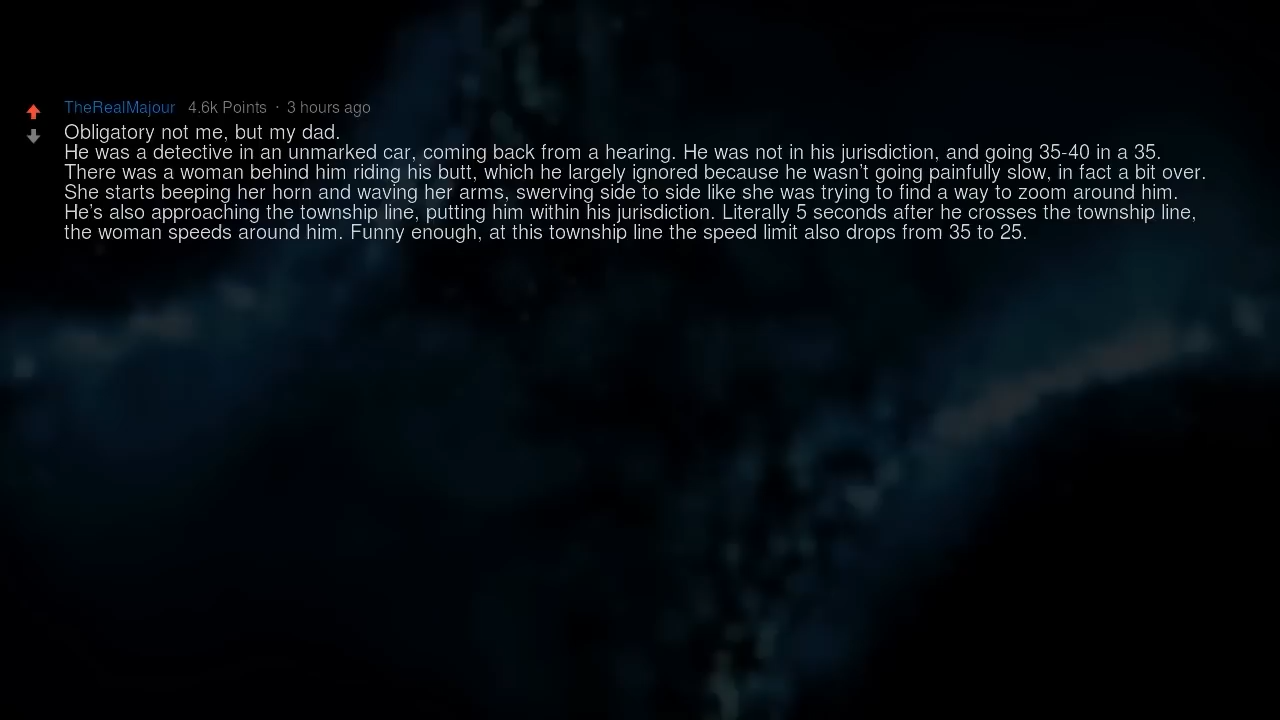 TheRealMajour 4.6k Points · 3 hours ago
Obligatory not me, but my dad.
He was a detective in an unmarked car, coming back from a hearing. He was not in his jurisdiction, and going 35-40 in a 35.
There was a woman behind him riding his butt, which he largely ignored because he wasn't going painfully slow, in fact a bit over.
She starts beeping her horn and waving her arms, swerving side to side like she was trying to find a way to zoom around him.
He's also approaching the township line, putting him within his jurisdiction. Literally 5 seconds after he crosses the township line,
the woman speeds around him. Funny enough, at this township line the speed limit also drops from 35 to 25.